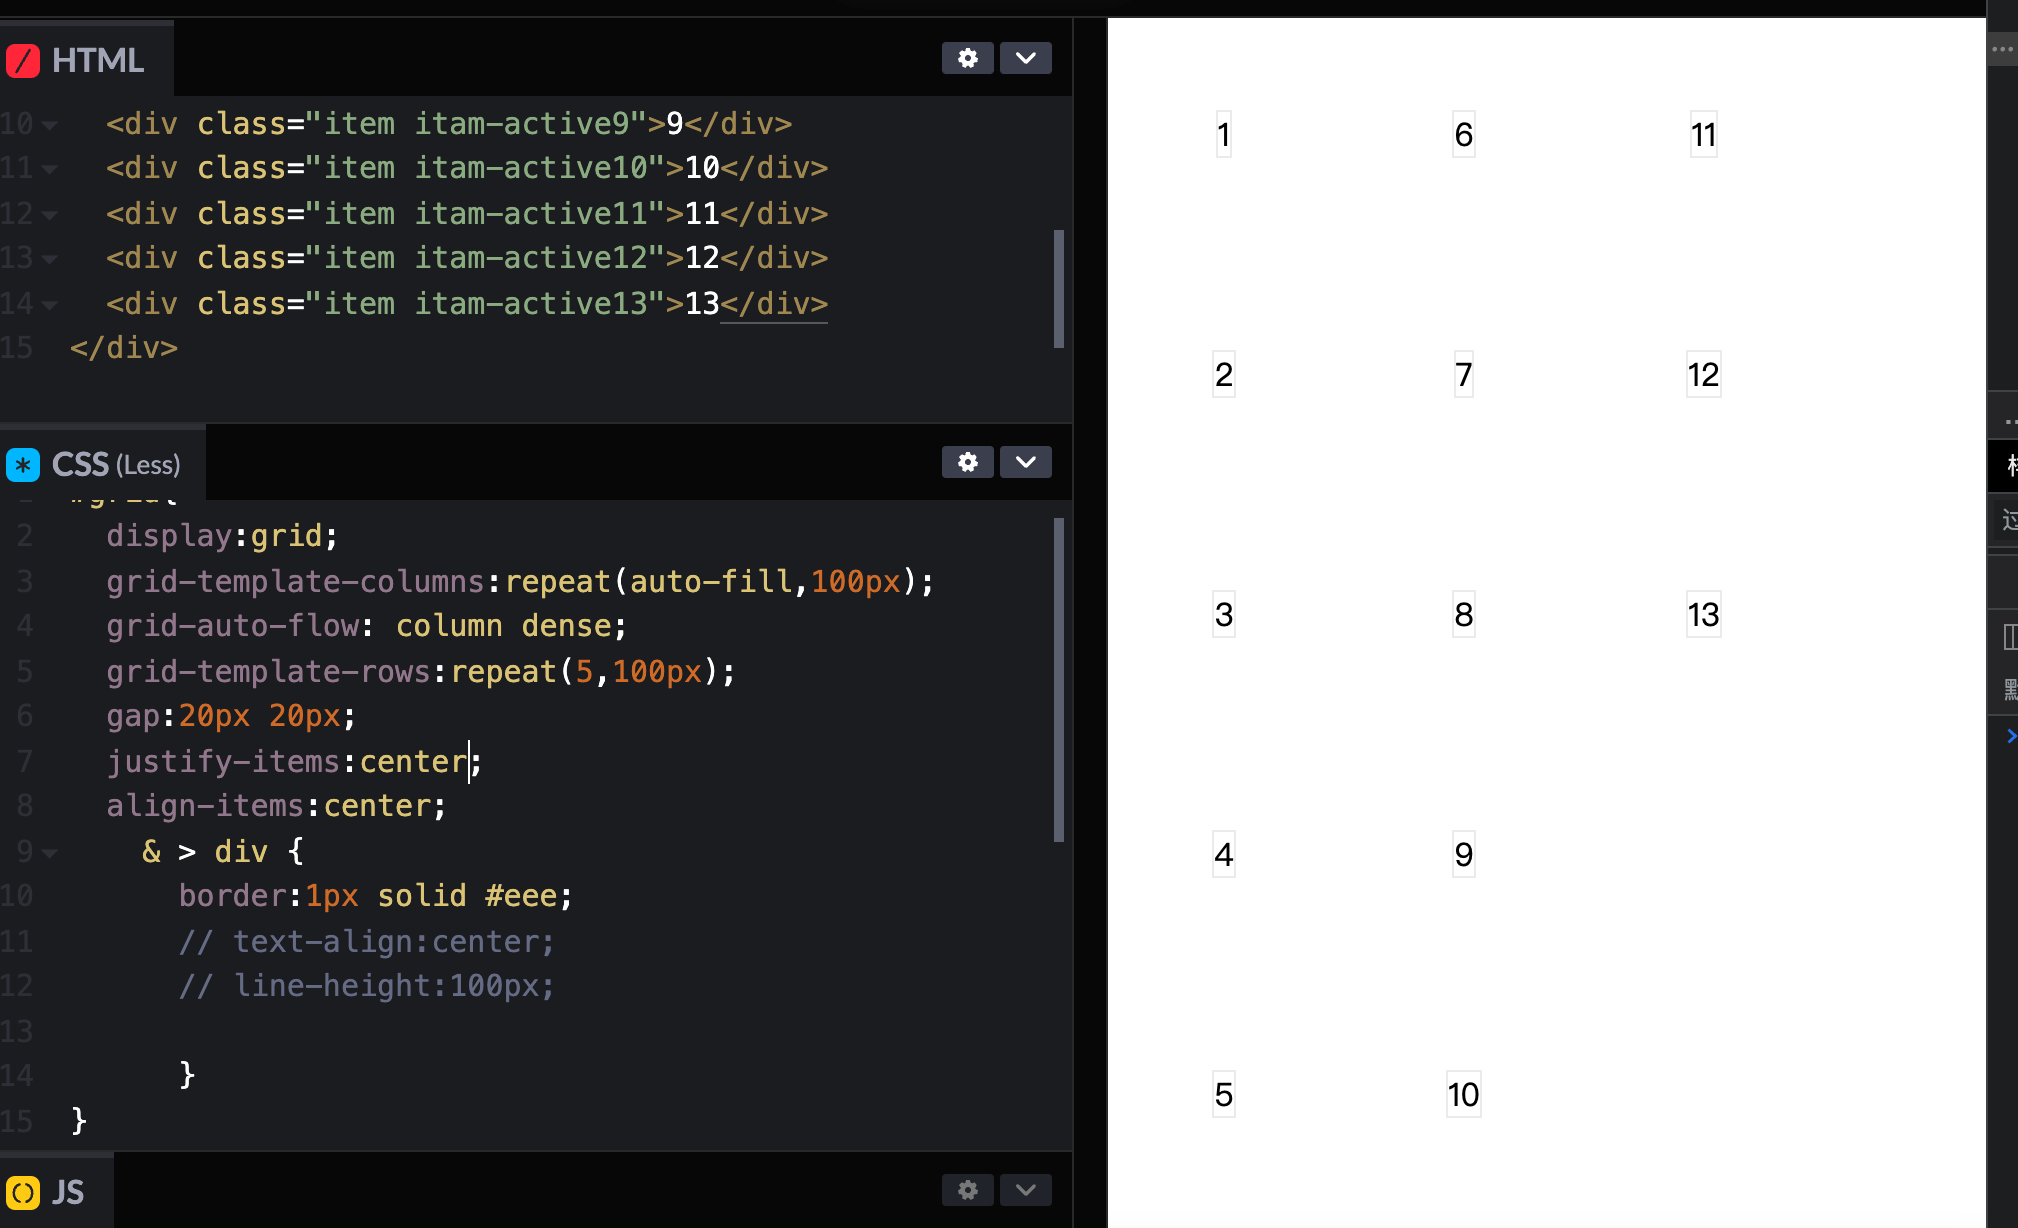 HTML
10 <div class="item itam-active9">9</div>
11 <div class="item itam-active10">10</div>
12 <div class="item itam-active11">11</div>
13 <div class="item itam-active12">12</div>
14 <div class="item itam-active13">13</div>
15 </div>
CSS (Less)
1 #grid{
2 display:grid;
3 grid-template-columns:repeat(auto-fill,100px);
4 grid-auto-flow: column dense;
5 grid-template-rows:repeat(5,100px);
6 gap:20px 20px;
7 justify-items:center;
8 align-items:center;
9 & > div {
10 border:1px solid #eee;
11 // text-align:center;
12 // line-height:100px;
13
14 }
15 }
JS
1 6 11
2 7 12
3 8 13
4 9
5 10